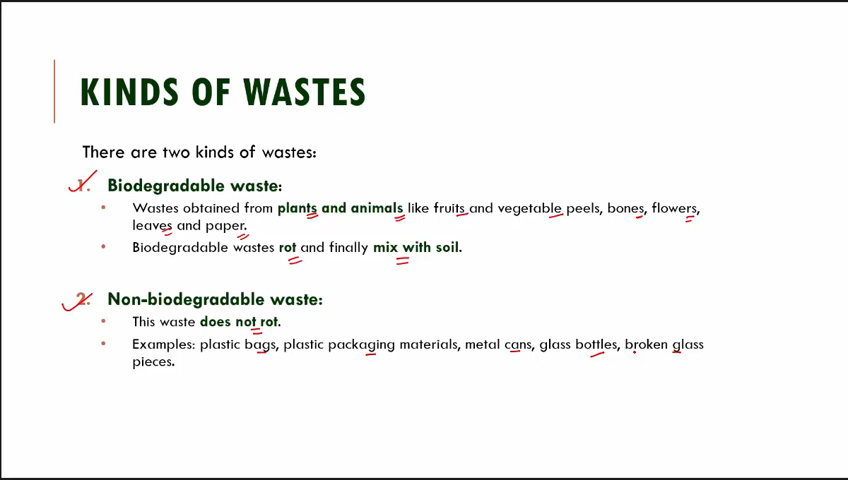 KINDS OF WASTES
There are two kinds of wastes:
1. Biodegradable waste:
• Wastes obtained from plants and animals like fruits and vegetable peels, bones, flowers,
leaves and paper.
• Biodegradable wastes rot and finally mix with soil.
2. Non-biodegradable waste:
• This waste does not rot.
• Examples: plastic bags, plastic packaging materials, metal cans, glass bottles, broken glass
pieces.